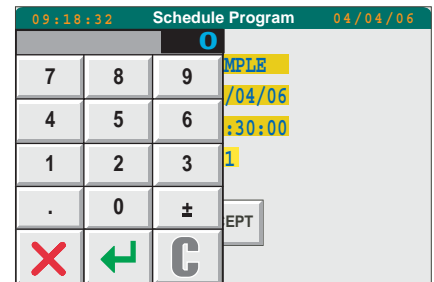 09:18:32 Schedule Program 04/04/06
0
7 8 9 MPLE
/04/06
4 5 6 :30:00
1 2 3 1
. 0 ± EPT
C